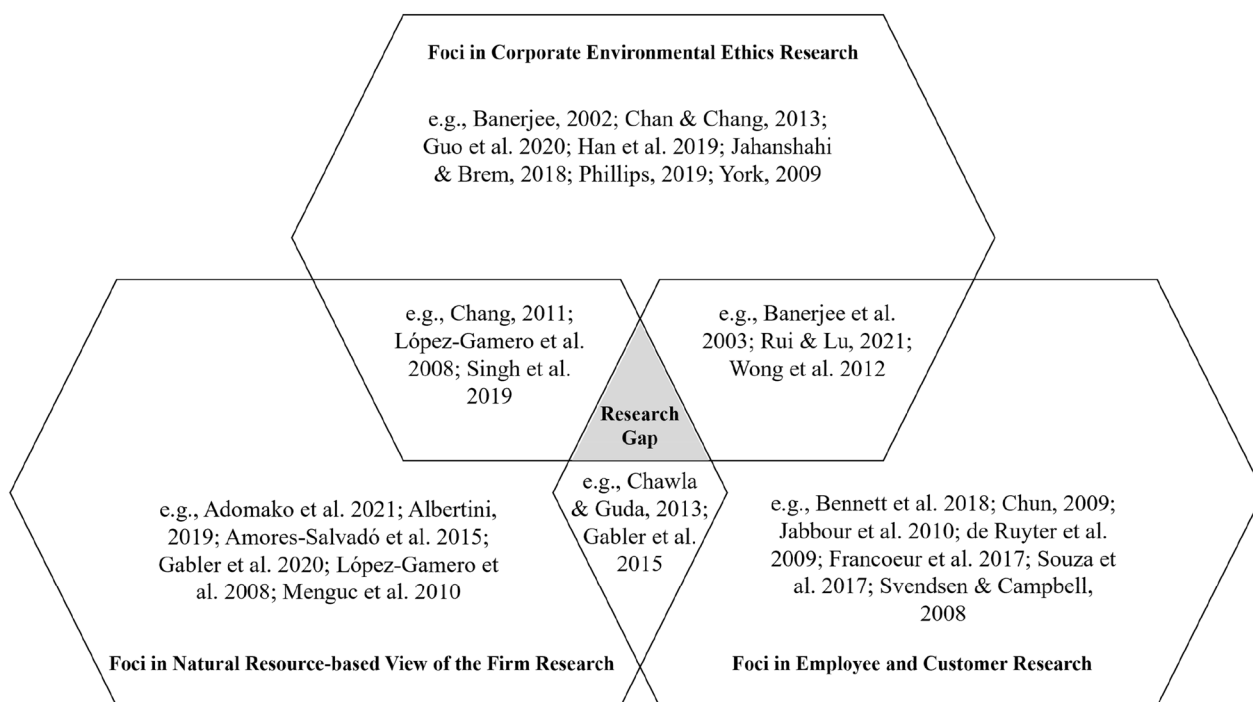 Foci in Corporate Environmental Ethics Research
e.g., Banerjee, 2002; Chan & Chang, 2013;
Guo et al. 2020; Han et al. 2019; Jahanshahi
& Brem, 2018; Phillips, 2019; York, 2009
e.g., Chang, 2011;
López-Gamero et al.
2008; Singh et al.
2019
e.g., Banerjee et al.
2003; Rui & Lu, 2021;
Wong et al. 2012
Research
Gap
e.g., Chawla
& Guda, 2013;
Gabler et al.
2015
e.g., Adomako et al. 2021; Albertini,
2019; Amores-Salvadó et al. 2015;
Gabler et al. 2020; López-Gamero et
al. 2008; Menguc et al. 2010
e.g., Bennett et al. 2018; Chun, 2009;
Jabbour et al. 2010; de Ruyter et al.
2009; Francoeur et al. 2017; Souza et
al. 2017; Svendsen & Campbell,
2008
Foci in Natural Resource-based View of the Firm Research
Foci in Employee and Customer Research